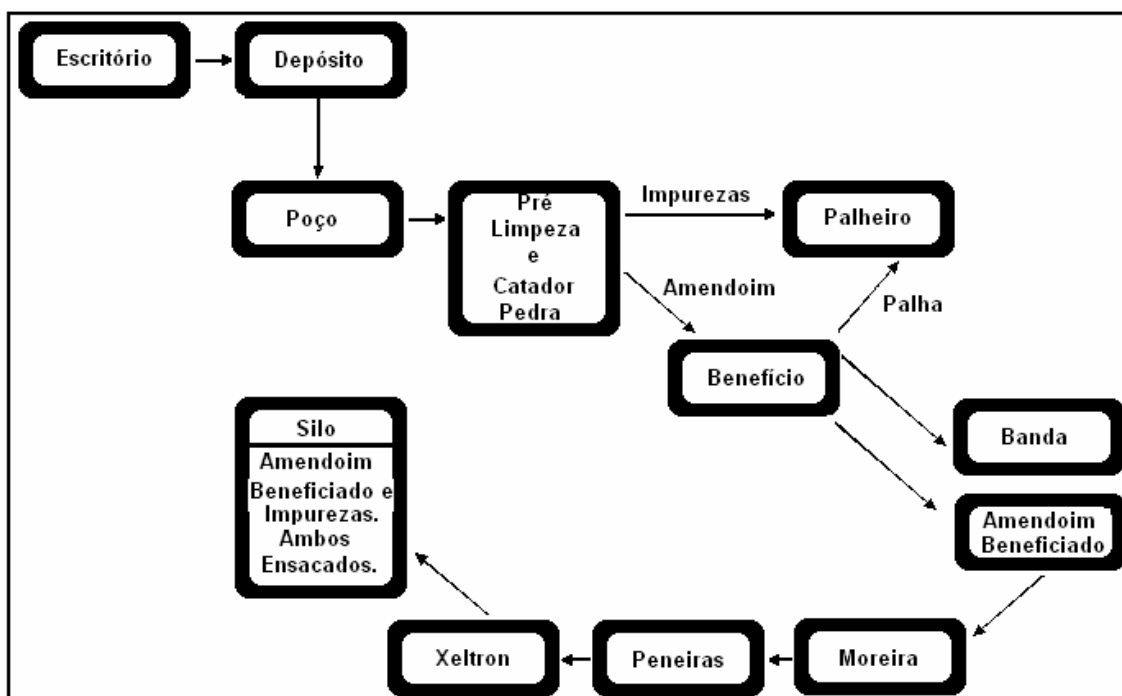 Escritório
Depósito
Poço
Pré
Limpeza
e
Catador
Pedra
Impurezas
Palheiro
Amendoim
Palha
Benefício
Banda
Amendoim
Beneficiado
Moreira
Peneiras
Xeltron
Silo
Amendoim
Beneficiado e
Impurezas.
Ambos
Ensacados.